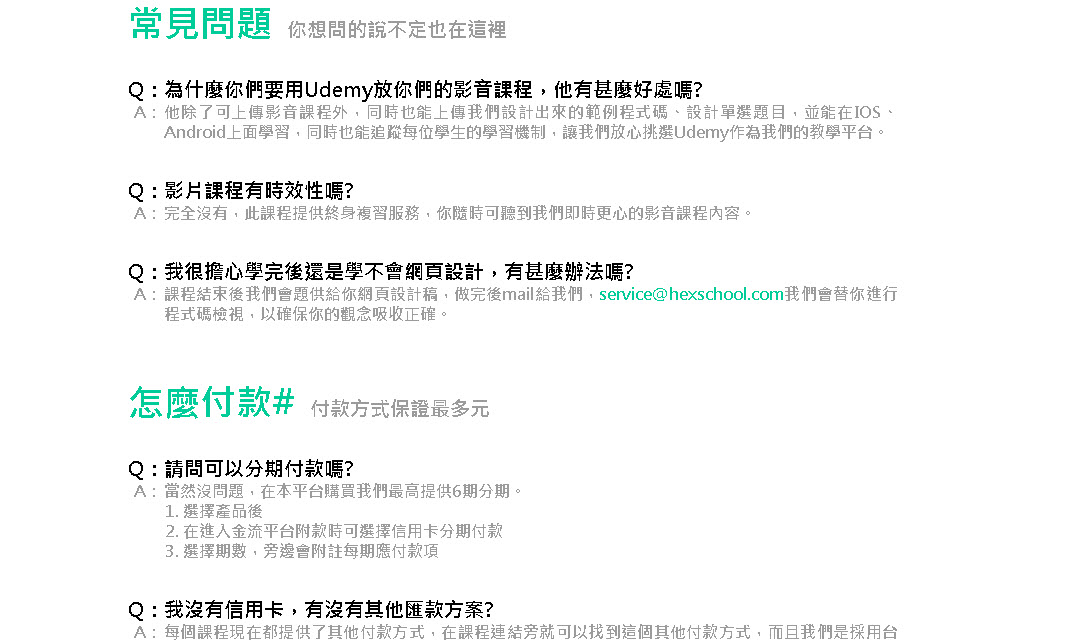 常見問題 你想問的說不定也在這裡
Q：為什麼你們要用Udemy放你們的影音課程，他有甚麼好處嗎?
A： 他除了可上傳影音課程外，同時也能上傳我們設計出來的範例程式碼、設計單選題目，並能在IOS、
Android上面學習，同時也能追蹤每位學生的學習機制，讓我們放心挑選Udemy作為我們的教學平台。
Q：影片課程有時效性嗎?
A： 完全沒有，此課程提供終身複習服務，你隨時可聽到我們即時更心的影音課程內容。
Q：我很擔心學完後還是學不會網頁設計，有甚麼辦法嗎?
A： 課程結束後我們會題供給你網頁設計稿，做完後mail給我們，service@hexschool.com我們會替你進行
程式碼檢視，以確保你的觀念吸收正確。
怎麼付款# 付款方式保證最多元
Q：請問可以分期付款嗎?
A： 當然沒問題，在本平台購買我們最高提供6期分期。
1. 選擇產品後
2. 在進入金流平台附款時可選擇信用卡分期付款
3. 選擇期數，旁邊會附註每期應付款項
Q：我沒有信用卡，有沒有其他匯款方案?
A： 每個課程現在都提供了其他付款方式，在課程連結旁就可以找到這個其他付款方式，而且我們是採用台